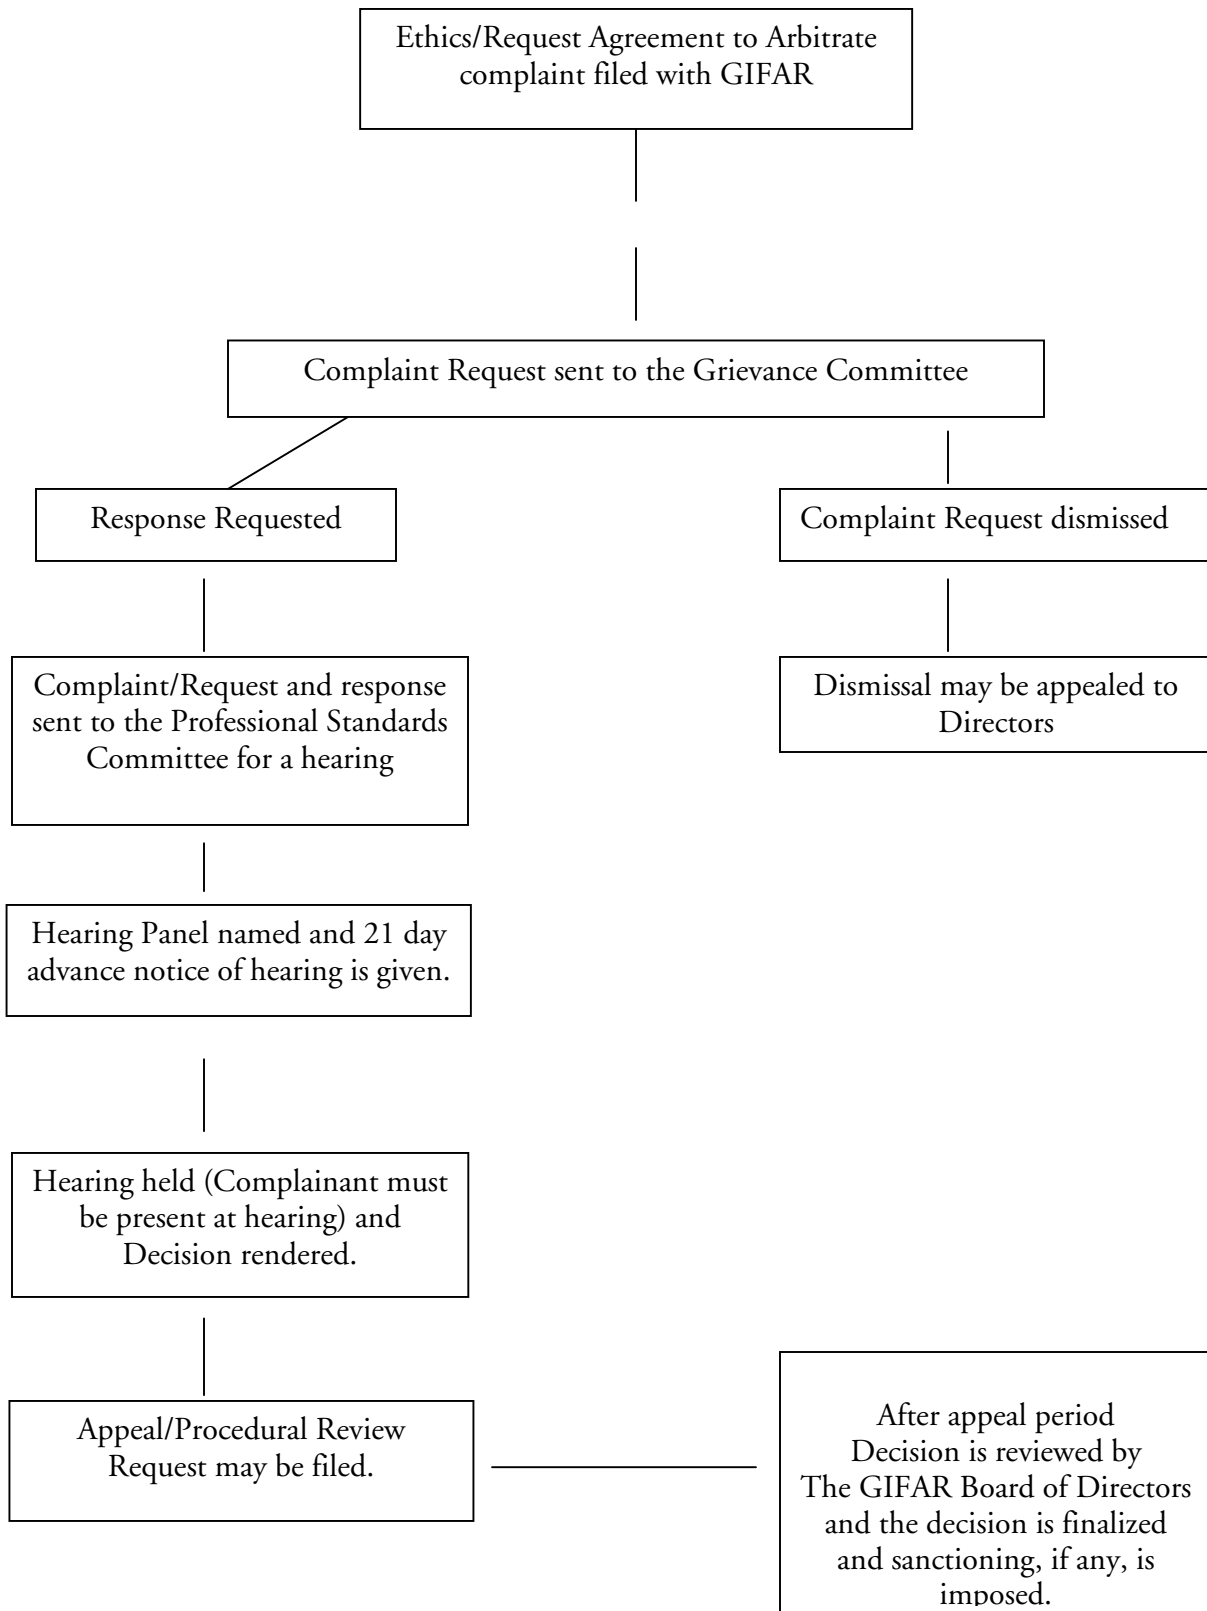 Ethics/Request Agreement to Arbitrate
complaint filed with GIFAR
Complaint Request sent to the Grievance Committee
Response Requested
Complaint Request dismissed
Complaint/Request and response
sent to the Professional Standards
Committee for a hearing
Dismissal may be appealed to
Directors
Hearing Panel named and 21 day
advance notice of hearing is given.
Hearing held (Complainant must
be present at hearing) and
Decision rendered.
Appeal/Procedural Review
Request may be filed.
After appeal period
Decision is reviewed by
The GIFAR Board of Directors
and the decision is finalized
and sanctioning, if any, is
imposed.